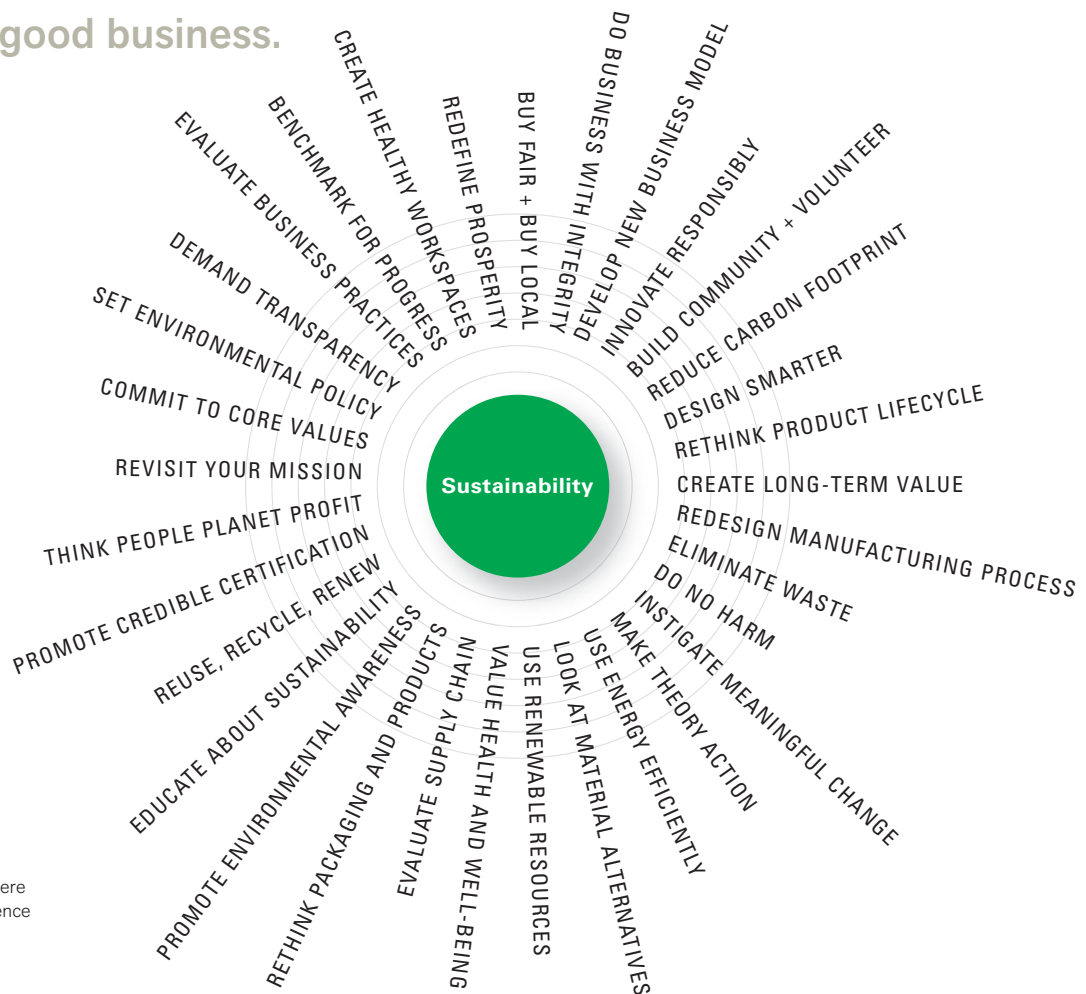 good business.
BUY FAIR + BUY LOCAL
DO BUSINESS WITH INTEGRITY
DEVELOP NEW BUSINESS MODEL
INNOVATE RESPONSIBLY
BUILD COMMUNITY + VOLUNTEER
REDUCE CARBON FOOTPRINT
DESIGN SMARTER
RETHINK PRODUCT LIFECYCLE
CREATE LONG-TERM VALUE
REDESIGN MANUFACTURING PROCESS
ELIMINATE WASTE
DO NO HARM
INSTIGATE MEANINGFUL CHANGE
MAKE THEORY ACTION
USE ENERGY EFFICIENTLY
LOOK AT MATERIAL ALTERNATIVES
USE RENEWABLE RESOURCES
VALUE HEALTH AND WELL-BEING
EVALUATE SUPPLY CHAIN
RETHINK PACKAGING AND PRODUCTS
PROMOTE ENVIRONMENTAL AWARENESS
EDUCATE ABOUT SUSTAINABILITY
REUSE, RECYCLE, RENEW
PROMOTE CREDIBLE CERTIFICATION
THINK PEOPLE PLANET PROFIT
REVISIT YOUR MISSION
COMMIT TO CORE VALUES
SET ENVIRONMENTAL POLICY
DEMAND TRANSPARENCY
EVALUATE BUSINESS PRACTICES
BENCHMARK FOR PROGRESS
CREATE HEALTHY WORKSPACES
REDEFINE PROSPERITY
Sustainability
ere
ence